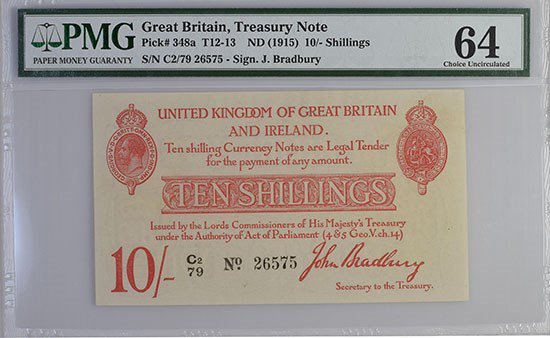 PMG
PAPER MONEY GUARANTY
Great Britain, Treasury Note
Pick# 348a T12-13 ND (1915) 10/- Shillings
S/N C2/79 26575 - Sign. J. Bradbury
64
Choice Uncirculated
UNITED KINGDOM OF GREAT BRITAIN
AND IRELAND.
Ten shilling Currency Notes are Legal Tender
for the payment of any amount.
TEN SHILLINGS
Issued by the Lords Commissioners of His Majesty's Treasury
under the Authority of Act of Parliament (4 & 5 Geo.V.ch.14)
10/- C2/79 No 26575 John Bradbury
Secretary to the Treasury.